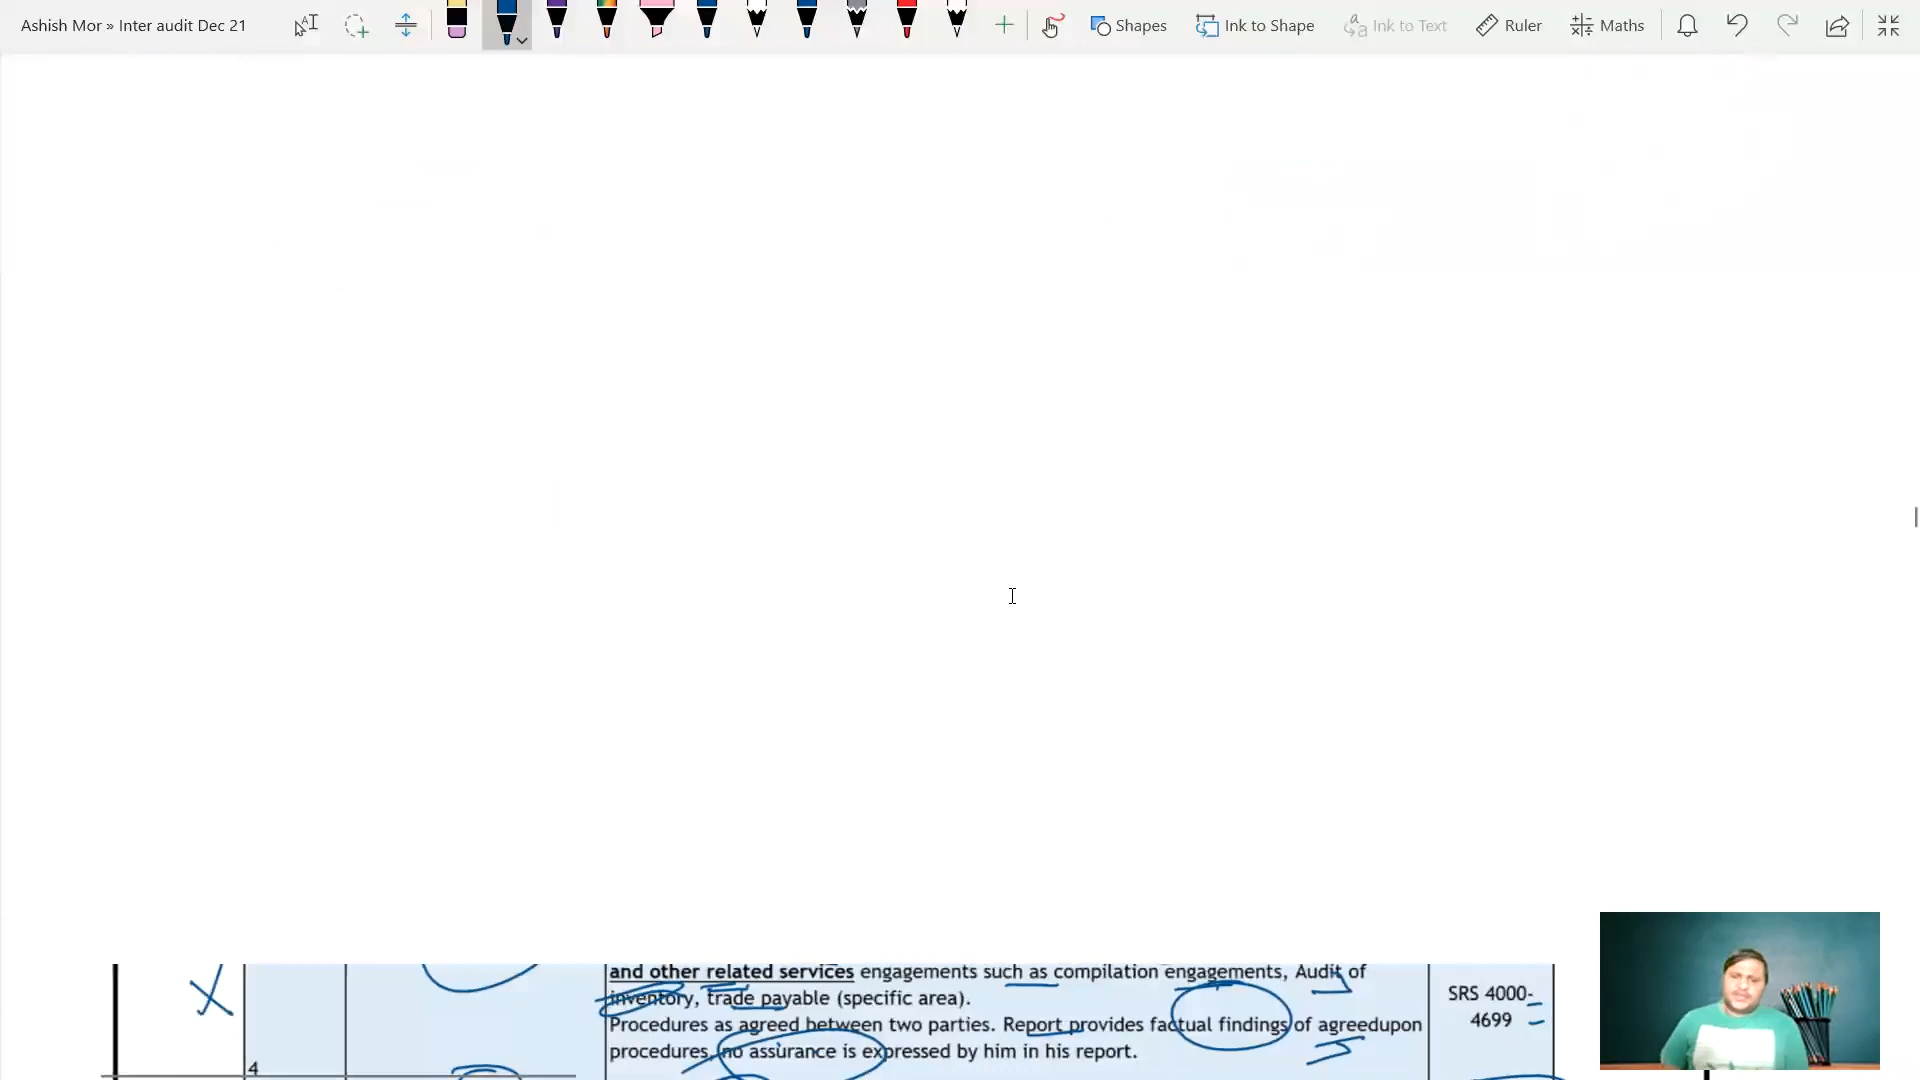 Ashish Mor » Inter audit Dec 21
Shapes
Ink to Shape
Ink to Text
Ruler
Maths
and other related services engagements such as compilation engagements, Audit of
inventory, trade payable (specific area).
Procedures as agreed between two parties. Report provides factual findings of agreedupon
procedures, no assurance is expressed by him in his report.
SRS 4000-
4699
4